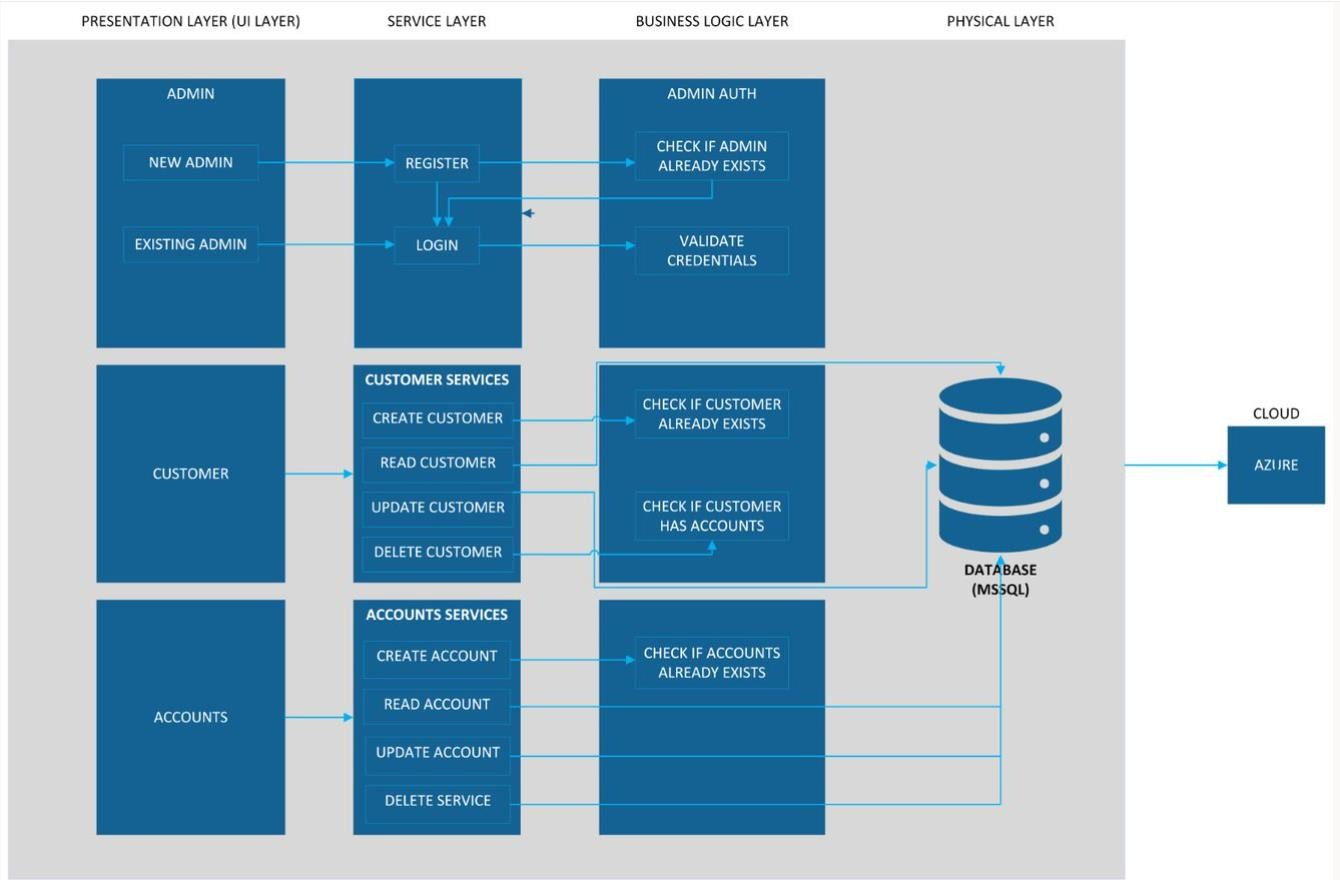 PRESENTATION LAYER (UI LAYER)
SERVICE LAYER
BUSINESS LOGIC LAYER
PHYSICAL LAYER
ADMIN
NEW ADMIN
EXISTING ADMIN
REGISTER
LOGIN
ADMIN AUTH
CHECK IF ADMIN
ALREADY EXISTS
VALIDATE
CREDENTIALS
CUSTOMER
CUSTOMER SERVICES
CREATE CUSTOMER
READ CUSTOMER
UPDATE CUSTOMER
DELETE CUSTOMER
CHECK IF CUSTOMER
ALREADY EXISTS
CHECK IF CUSTOMER
HAS ACCOUNTS
ACCOUNTS
ACCOUNTS SERVICES
CREATE ACCOUNT
READ ACCOUNT
UPDATE ACCOUNT
DELETE SERVICE
CHECK IF ACCOUNTS
ALREADY EXISTS
DATABASE
(MSSQL)
CLOUD
AZURE